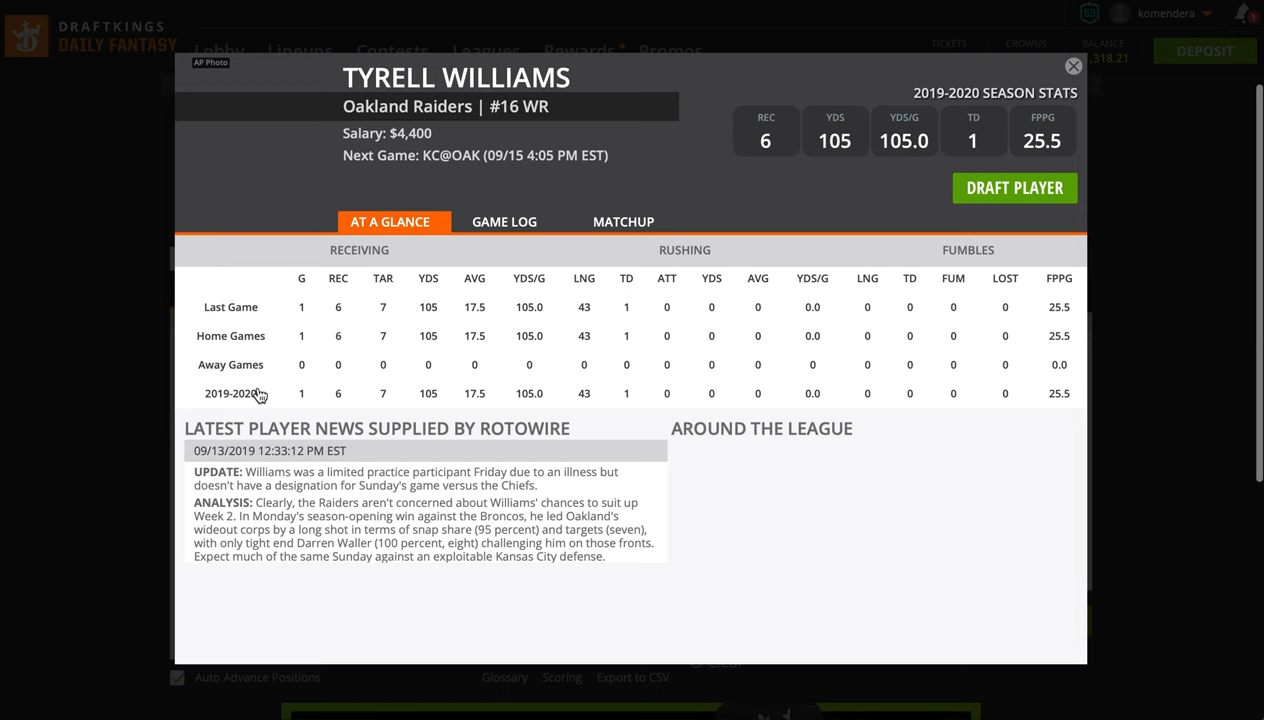 DRAFTKINGS
DAILY FANTASY
Lobby Lineups Contests Leagues Rewards Promos
53
komendera
1
TICKETS CROWNS BALANCE
,318.21
DEPOSIT
AP Photo
TYRELL WILLIAMS
Oakland Raiders | #16 WR
Salary: $4,400
Next Game: KC@OAK (09/15 4:05 PM EST)
2019-2020 SEASON STATS
REC YDS YDS/G TD FPPG
6 105 105.0 1 25.5
DRAFT PLAYER
AT A GLANCE GAME LOG MATCHUP
RECEIVING RUSHING FUMBLES
G REC TAR YDS AVG YDS/G LNG TD ATT YDS AVG YDS/G LNG TD FUM LOST FPPG
Last Game 1 6 7 105 17.5 105.0 43 1 0 0 0 0.0 0 0 0 0 25.5
Home Games 1 6 7 105 17.5 105.0 43 1 0 0 0 0.0 0 0 0 0 25.5
Away Games 0 0 0 0 0 0 0 0 0 0 0 0 0 0 0 0 0.0
2019-2020 1 6 7 105 17.5 105.0 43 1 0 0 0 0.0 0 0 0 0 25.5
LATEST PLAYER NEWS SUPPLIED BY ROTOWIRE
AROUND THE LEAGUE
09/13/2019 12:33:12 PM EST
UPDATE: Williams was a limited practice participant Friday due to an illness but
doesn't have a designation for Sunday's game versus the Chiefs.
ANALYSIS: Clearly, the Raiders aren't concerned about Williams' chances to suit up
Week 2. In Monday's season-opening win against the Broncos, he led Oakland's
wideout corps by a long shot in terms of snap share (95 percent) and targets (seven),
with only tight end Darren Waller (100 percent, eight) challenging him on those fronts.
Expect much of the same Sunday against an exploitable Kansas City defense.
Clear
Auto Advance Positions
Glossary Scoring Export to CSV